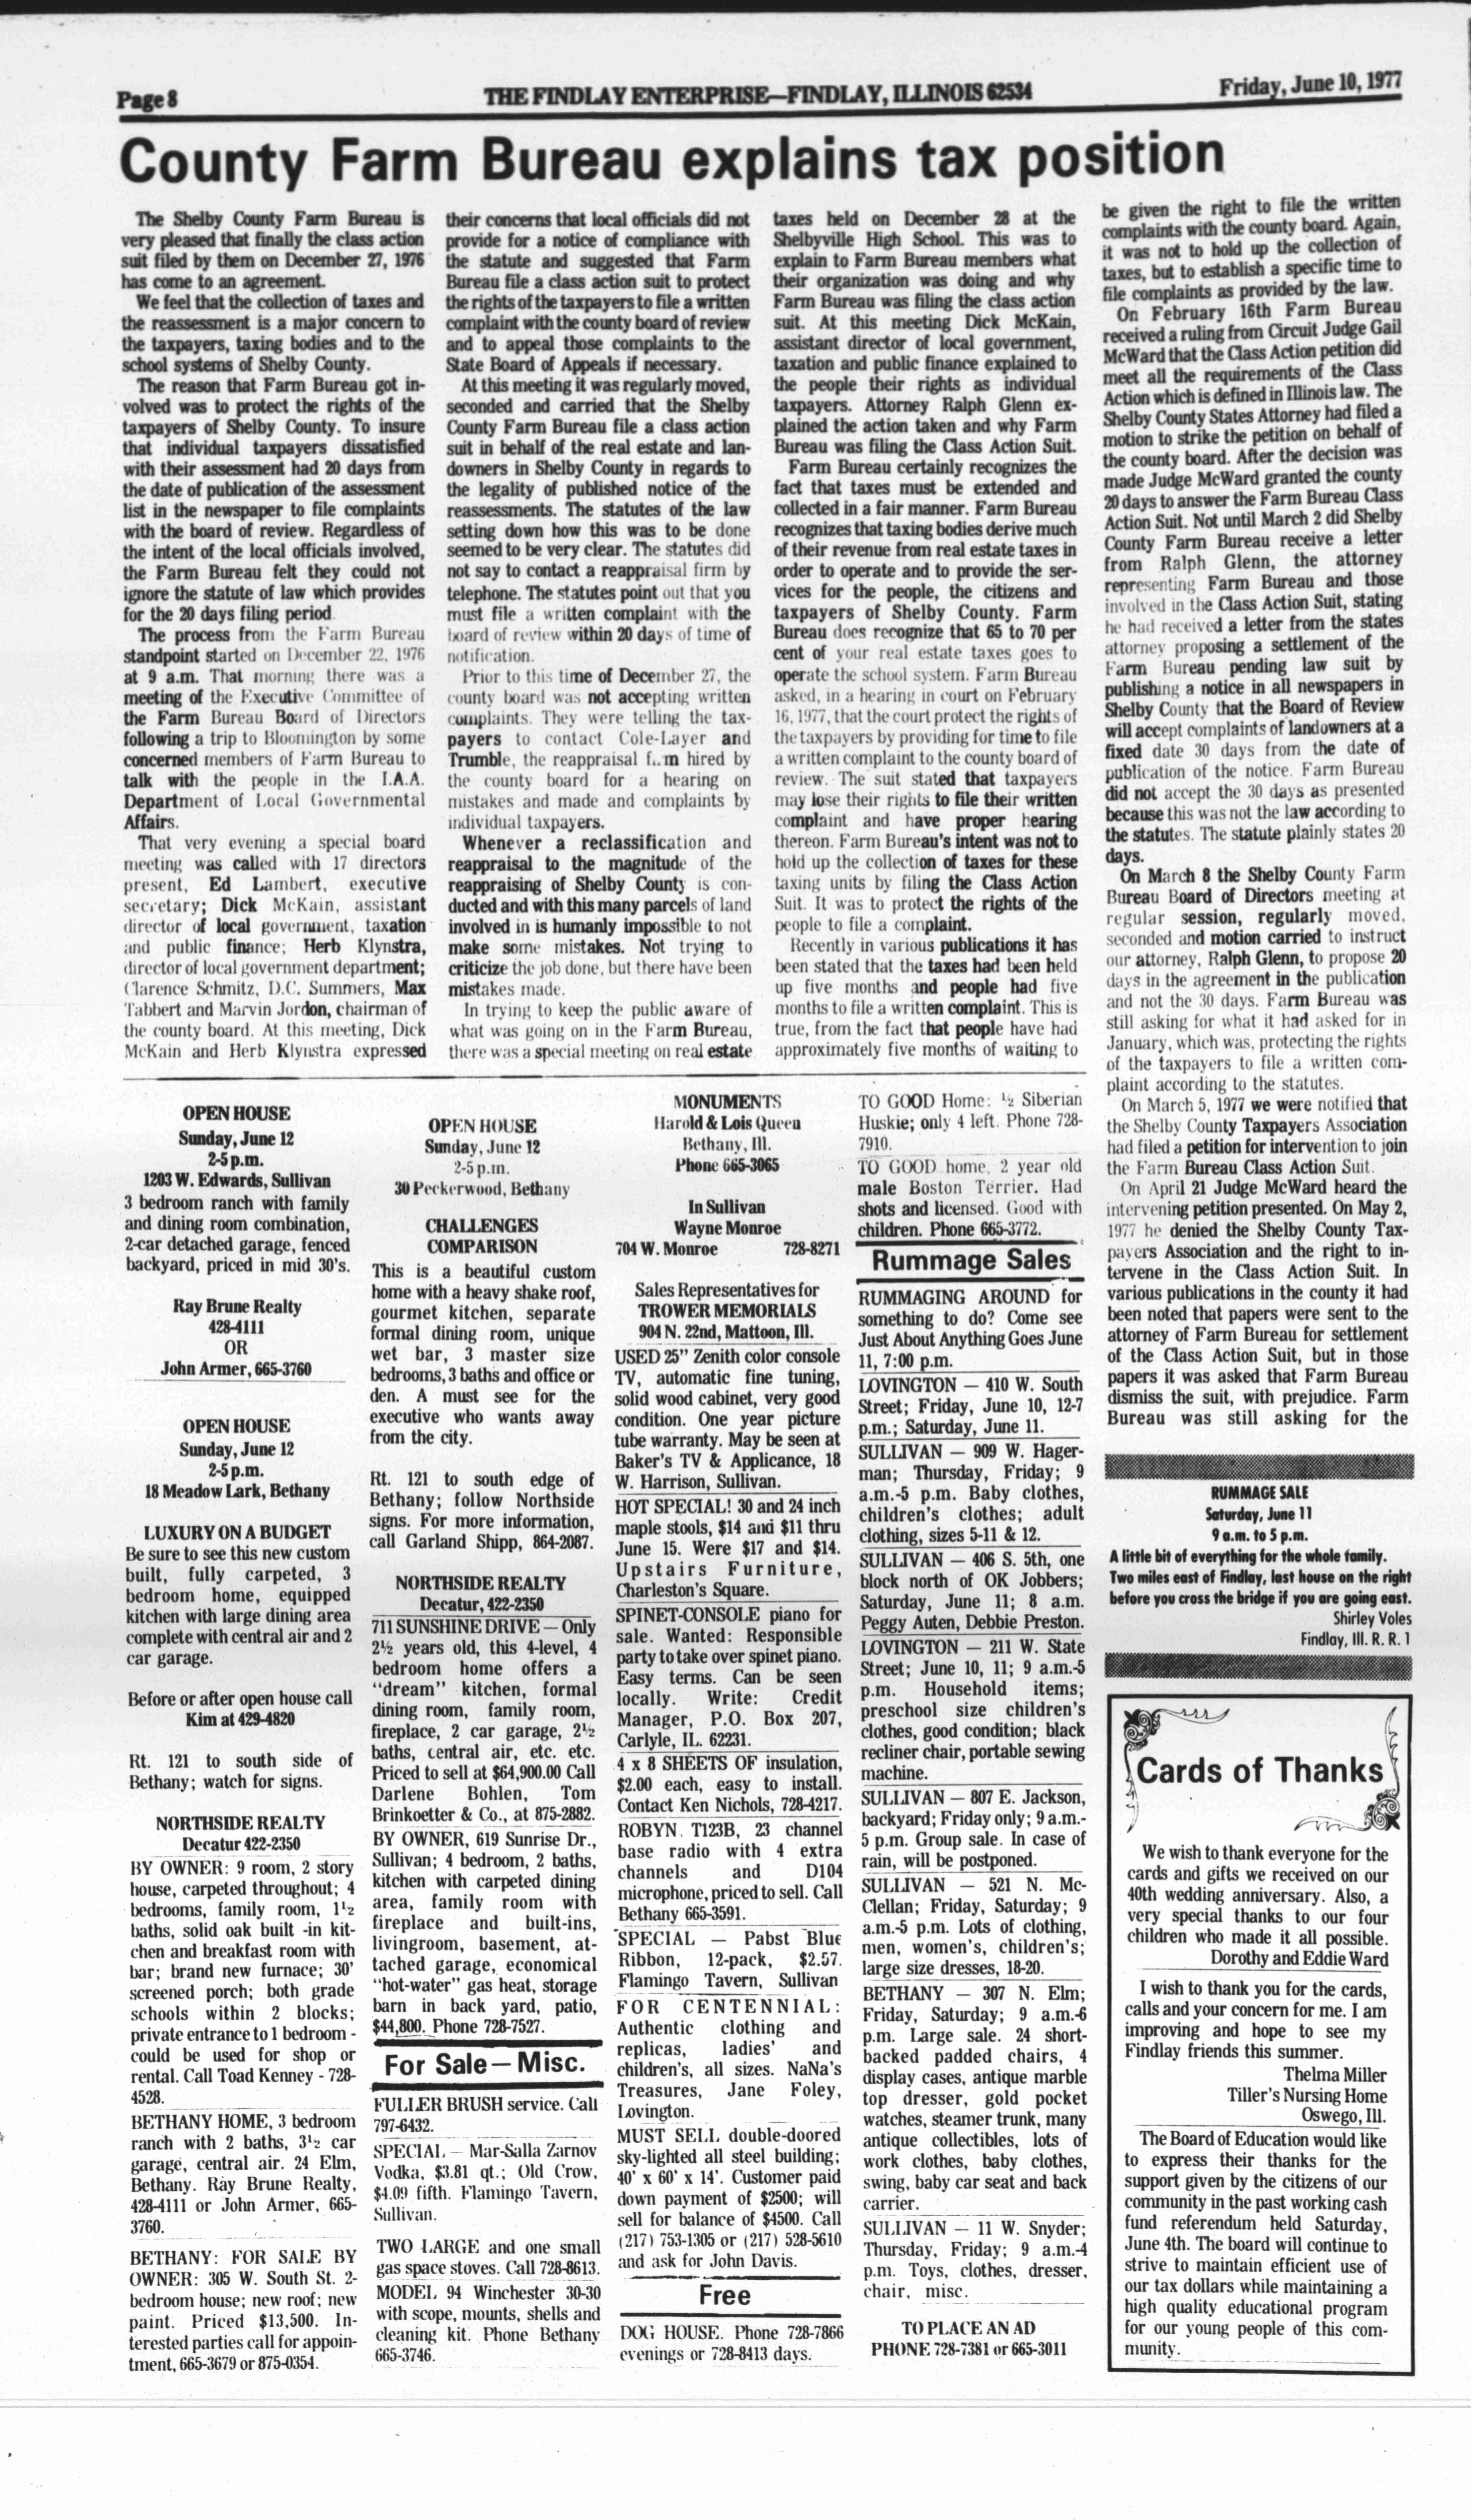 Page 8
THE FINDLAY ENTERPRISE—FINDLAY, ILLINOIS 62534
Friday, June 10, 1977
County Farm Bureau explains tax position
The Shelby County Farm Bureau is
very pleased that finally the class action
suit filed by them on December 27, 1976
has come to an agreement.
We feel that the collection of taxes and
the reassessment is a major concern to
the taxpayers, taxing bodies and to the
school systems of Shelby County.
The reason that Farm Bureau got in-
volved was to protect the rights of the
taxpayers of Shelby County. To insure
that individual taxpayers dissatisfied
with their assessment had 20 days from
the date of publication of the assessment
list in the newspaper to file complaints
with the board of review. Regardless of
the intent of the local officials involved,
the Farm Bureau felt they could not
ignore the statute of law which provides
for the 20 days filing period.
The process from the Farm Bureau
standpoint started on December 22, 1976
at 9 a.m. That morning there was a
meeting of the Executive Committee of
the Farm Bureau Board of Directors
following a trip to Bloomington by some
concerned members of Farm Bureau to
talk with the people in the I.A.A.
Department of Local Governmental
Affairs.
That very evening a special board
meeting was called with 17 directors
present, Ed Lambert, executive
secretary; Dick McKain, assistant
director of local government, taxation
and public finance; Herb Klynstra,
director of local government department;
Clarence Schmitz, D.C. Summers, Max
Tabbert and Marvin Jordon, chairman of
the county board. At this meeting, Dick
McKain and Herb Klynstra expressed
their concerns that local officials did not
provide for a notice of compliance with
the statute and suggested that Farm
Bureau file a class action suit to protect
the rights of the taxpayers to file a written
complaint with the county board of review
and to appeal those complaints to the
State Board of Appeals if necessary.
At this meeting it was regularly moved,
seconded and carried that the Shelby
County Farm Bureau file a class action
suit in behalf of the real estate and lan-
downers in Shelby County in regards to
the legality of published notice of the
reassessments. The statutes of the law
setting down how this was to be done
seemed to be very clear. The statutes did
not say to contact a reappraisal firm by
telephone. The statutes point out that you
must file a written complaint with the
board of review within 20 days of time of
notification.
Prior to this time of December 27, the
county board was not accepting written
complaints. They were telling the tax-
payers to contact Cole-Layer and
Trumble, the reappraisal f..m hired by
the county board for a hearing on
mistakes and made and complaints by
individual taxpayers.
Whenever a reclassification and
reappraisal to the magnitude of the
reappraising of Shelby County is con-
ducted and with this many parcels of land
involved in is humanly impossible to not
make some mistakes. Not trying to
criticize the job done, but there have been
mistakes made.
In trying to keep the public aware of
what was going on in the Farm Bureau,
there was a special meeting on real estate
taxes held on December 28 at the
Shelbyville High School. This was to
explain to Farm Bureau members what
their organization was doing and why
Farm Bureau was filing the class action
suit. At this meeting Dick McKain,
assistant director of local government,
taxation and public finance explained to
the people their rights as individual
taxpayers. Attorney Ralph Glenn ex-
plained the action taken and why Farm
Bureau was filing the Class Action Suit.
Farm Bureau certainly recognizes the
fact that taxes must be extended and
collected in a fair manner. Farm Bureau
recognizes that taxing bodies derive much
of their revenue from real estate taxes in
order to operate and to provide the ser-
vices for the people, the citizens and
taxpayers of Shelby County. Farm
Bureau does recognize that 65 to 70 per
cent of your real estate taxes goes to
operate the school system. Farm Bureau
asked, in a hearing in court on February
16, 1977, that the court protect the rights of
the taxpayers by providing for time to file
a written complaint to the county board of
review. The suit stated that taxpayers
may lose their rights to file their written
complaint and have proper hearing
thereon. Farm Bureau's intent was not to
hold up the collection of taxes for these
taxing units by filing the Class Action
Suit. It was to protect the rights of the
people to file a complaint.
Recently in various publications it has
been stated that the taxes had been held
up five months and people had five
months to file a written complaint. This is
true, from the fact that people have had
approximately five months of waiting to
be given the right to file the written
complaints with the county board. Again,
it was not to hold up the collection of
taxes, but to establish a specific time to
file complaints as provided by the law.
On February 16th Farm Bureau
received a ruling from Circuit Judge Gail
McWard that the Class Action petition did
meet all the requirements of the Class
Action which is defined in Illinois law. The
Shelby County States Attorney had filed a
motion to strike the petition on behalf of
the county board. After the decision was
made Judge McWard granted the county
20 days to answer the Farm Bureau Class
Action Suit. Not until March 2 did Shelby
County Farm Bureau receive a letter
from Ralph Glenn, the attorney
representing Farm Bureau and those
involved in the Class Action Suit, stating
he had received a letter from the states
attorney proposing a settlement of the
Farm Bureau pending law suit by
publishing a notice in all newspapers in
Shelby County that the Board of Review
will accept complaints of landowners at a
fixed date 30 days from the date of
publication of the notice. Farm Bureau
did not accept the 30 days as presented
because this was not the law according to
the statutes. The statute plainly states 20
days.
On March 8 the Shelby County Farm
Bureau Board of Directors meeting at
regular session, regularly moved,
seconded and motion carried to instruct
our attorney, Ralph Glenn, to propose 20
days in the agreement in the publication
and not the 30 days. Farm Bureau was
still asking for what it had asked for in
January, which was, protecting the rights
of the taxpayers to file a written com-
plaint according to the statutes.
On March 5, 1977 we were notified that
the Shelby County Taxpayers Association
had filed a petition for intervention to join
the Farm Bureau Class Action Suit.
On April 21 Judge McWard heard the
intervening petition presented. On May 2,
1977 he denied the Shelby County Tax-
payers Association and the right to in-
tervene in the Class Action Suit. In
various publications in the county it had
been noted that papers were sent to the
attorney of Farm Bureau for settlement
of the Class Action Suit, but in those
papers it was asked that Farm Bureau
dismiss the suit, with prejudice. Farm
Bureau was still asking for the
OPEN HOUSE
Sunday, June 12
2-5 p.m.
1203 W. Edwards, Sullivan
3 bedroom ranch with family
and dining room combination,
2-car detached garage, fenced
backyard, priced in mid 30's.
Ray Brune Realty
428-4111
OR
John Armer, 665-3760
OPEN HOUSE
Sunday, June 12
2-5 p.m.
18 Meadow Lark, Bethany
LUXURY ON A BUDGET
Be sure to see this new custom
built, fully carpeted, 3
bedroom home, equipped
kitchen with large dining area
complete with central air and 2
car garage.
Before or after open house call
Kim at 429-4820
Rt. 121 to south side of
Bethany; watch for signs.
NORTHSIDE REALTY
Decatur 422-2350
BY OWNER: 9 room, 2 story
house, carpeted throughout; 4
bedrooms, family room, 1½
baths, solid oak built -in kit-
chen and breakfast room with
bar; brand new furnace; 30'
screened porch; both grade
schools within 2 blocks;
private entrance to 1 bedroom -
could be used for shop or
rental. Call Toad Kenney - 728-
4528.
BETHANY HOME, 3 bedroom
ranch with 2 baths, 3½ car
garage, central air. 24 Elm,
Bethany. Ray Brune Realty,
428-4111 or John Armer, 665-
3760.
BETHANY: FOR SALE BY
OWNER: 305 W. South St. 2-
bedroom house; new roof; new
paint. Priced $13,500. In-
terested parties call for appoin-
tment, 665-3679 or 875-0354.
OPEN HOUSE
Sunday, June 12
2-5 p.m.
30 Peckerwood, Bethany
CHALLENGES
COMPARISON
This is a beautiful custom
home with a heavy shake roof,
gourmet kitchen, separate
formal dining room, unique
wet bar, 3 master size
bedrooms, 3 baths and office or
den. A must see for the
executive who wants away
from the city.
Rt. 121 to south edge of
Bethany; follow Northside
signs. For more information,
call Garland Shipp, 864-2087.
NORTHSIDE REALTY
Decatur, 422-2350
711 SUNSHINE DRIVE — Only
2½ years old, this 4-level, 4
bedroom home offers a
"dream" kitchen, formal
dining room, family room,
fireplace, 2 car garage, 2½
baths, central air, etc. etc.
Priced to sell at $64,900.00 Call
Darlene Bohlen, Tom
Brinkoetter & Co., at 875-2882.
BY OWNER, 619 Sunrise Dr.,
Sullivan; 4 bedroom, 2 baths,
kitchen with carpeted dining
area, family room with
fireplace and built-ins,
livingroom, basement, at-
tached garage, economical
"hot-water" gas heat, storage
barn in back yard, patio,
$44,800. Phone 728-7527.
For Sale—Misc.
FULLER BRUSH service. Call
797-6432.
SPECIAL — Mar-Salla Zarnov
Vodka, $3.81 qt.; Old Crow,
$4.09 fifth. Flamingo Tavern,
Sullivan.
TWO LARGE and one small
gas space stoves. Call 728-8613.
MODEL 94 Winchester 30-30
with scope, mounts, shells and
cleaning kit. Phone Bethany
665-3746.
MONUMENTS
Harold & Lois Queen
Bethany, Ill.
Phone 665-3065
In Sullivan
Wayne Monroe
704 W. Monroe 728-8271
Sales Representatives for
TROWER MEMORIALS
904 N. 22nd, Mattoon, Ill.
USED 25" Zenith color console
TV, automatic fine tuning,
solid wood cabinet, very good
condition. One year picture
tube warranty. May be seen at
Baker's TV & Applicance, 18
W. Harrison, Sullivan.
HOT SPECIAL! 30 and 24 inch
maple stools, $14 and $11 thru
June 15. Were $17 and $14.
Upstairs Furniture,
Charleston's Square.
SPINET-CONSOLE piano for
sale. Wanted: Responsible
party to take over spinet piano.
Easy terms. Can be seen
locally. Write: Credit
Manager, P.O. Box 207,
Carlyle, IL. 62231.
4 x 8 SHEETS OF insulation,
$2.00 each, easy to install.
Contact Ken Nichols, 728-4217.
ROBYN T123B, 23 channel
base radio with 4 extra
channels and D104
microphone, priced to sell. Call
Bethany 665-3591.
SPECIAL — Pabst Blue
Ribbon, 12-pack, $2.57.
Flamingo Tavern, Sullivan
FOR CENTENNIAL:
Authentic clothing and
replicas, ladies' and
children's, all sizes. NaNa's
Treasures, Jane Foley,
Lovington.
MUST SELL double-doored
sky-lighted all steel building;
40' x 60' x 14'. Customer paid
down payment of $2500; will
sell for balance of $4500. Call
(217) 753-1305 or (217) 528-5610
and ask for John Davis.
Free
DOG HOUSE. Phone 728-7866
evenings or 728-8413 days.
TO GOOD Home: ½ Siberian
Huskie; only 4 left. Phone 728-
7910.
TO GOOD home, 2 year old
male Boston Terrier. Had
shots and licensed. Good with
children. Phone 665-3772.
Rummage Sales
RUMMAGING AROUND for
something to do? Come see
Just About Anything Goes June
11, 7:00 p.m.
LOVINGTON — 410 W. South
Street; Friday, June 10, 12-7
p.m.; Saturday, June 11.
SULLIVAN — 909 W. Hager-
man; Thursday, Friday; 9
a.m.-5 p.m. Baby clothes,
children's clothes; adult
clothing, sizes 5-11 & 12.
SULLIVAN — 406 S. 5th, one
block north of OK Jobbers;
Saturday, June 11; 8 a.m.
Peggy Auten, Debbie Preston.
LOVINGTON — 211 W. State
Street; June 10, 11; 9 a.m.-5
p.m. Household items;
preschool size children's
clothes, good condition; black
recliner chair, portable sewing
machine.
SULLIVAN — 807 E. Jackson,
backyard; Friday only; 9 a.m.-
5 p.m. Group sale. In case of
rain, will be postponed.
SULLIVAN — 521 N. Mc-
Clellan; Friday, Saturday; 9
a.m.-5 p.m. Lots of clothing,
men, women's, children's;
large size dresses, 18-20.
BETHANY — 307 N. Elm;
Friday, Saturday; 9 a.m.-6
p.m. Large sale. 24 short-
backed padded chairs, 4
display cases, antique marble
top dresser, gold pocket
watches, steamer trunk, many
antique collectibles, lots of
work clothes, baby clothes,
swing, baby car seat and back
carrier.
SULLIVAN — 11 W. Snyder;
Thursday, Friday; 9 a.m.-4
p.m. Toys, clothes, dresser,
chair, misc.
TO PLACE AN AD
PHONE 728-7381 or 665-3011
RUMMAGE SALE
Saturday, June 11
9 a.m. to 5 p.m.
A little bit of everything for the whole family.
Two miles east of Findlay, last house on the right
before you cross the bridge if you are going east.
Shirley Voles
Findlay, Ill. R. R. 1
Cards of Thanks
We wish to thank everyone for the
cards and gifts we received on our
40th wedding anniversary. Also, a
very special thanks to our four
children who made it all possible.
Dorothy and Eddie Ward
I wish to thank you for the cards,
calls and your concern for me. I am
improving and hope to see my
Findlay friends this summer.
Thelma Miller
Tiller's Nursing Home
Oswego, Ill.
The Board of Education would like
to express their thanks for the
support given by the citizens of our
community in the past working cash
fund referendum held Saturday,
June 4th. The board will continue to
strive to maintain efficient use of
our tax dollars while maintaining a
high quality educational program
for our young people of this com-
munity.